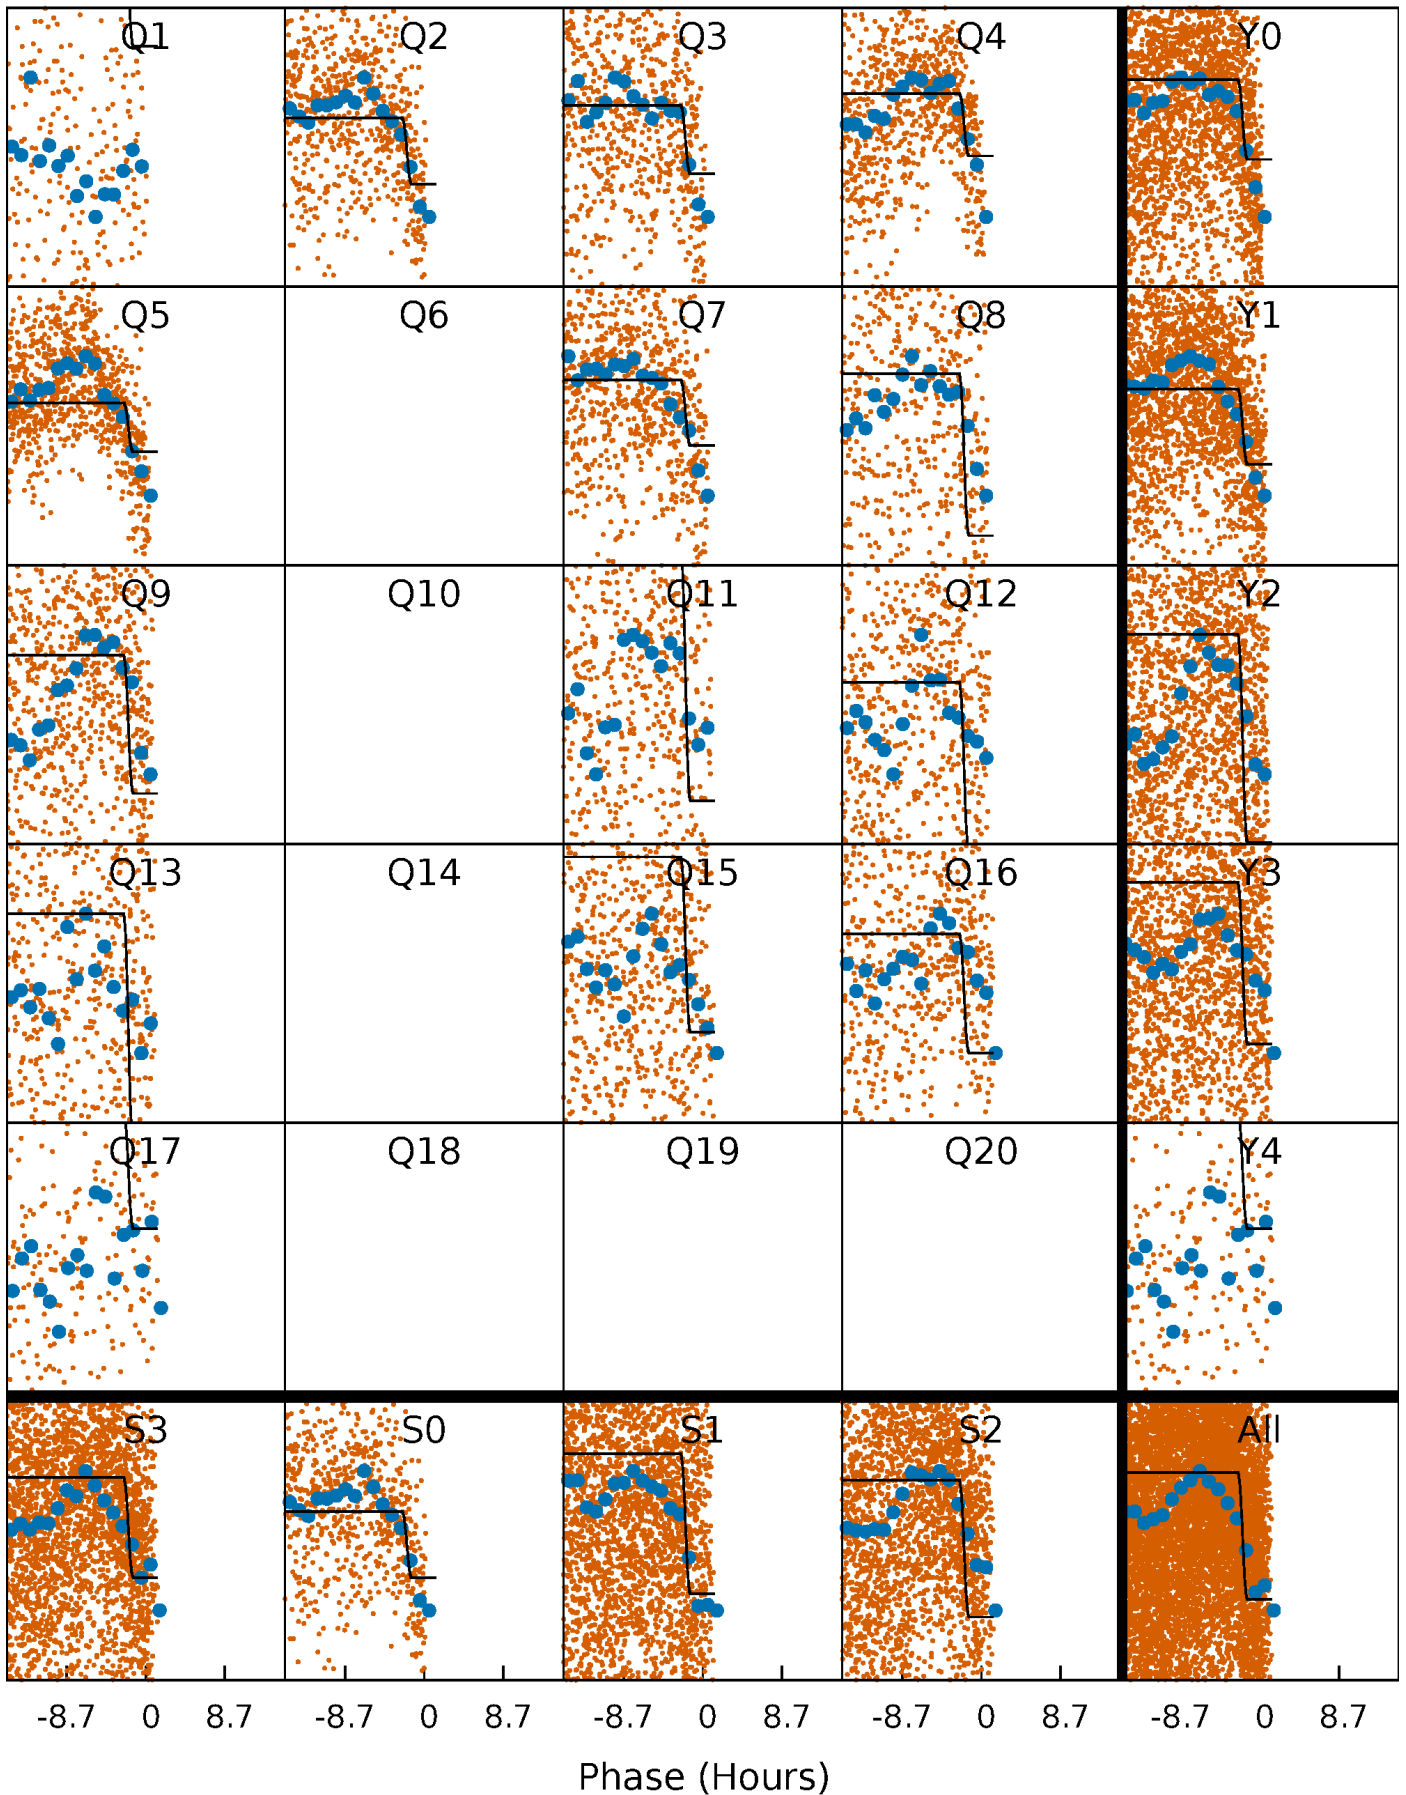 Q1 Q2 Q3 Q4 Y0
Q5 Q6 Q7 Q8 Y1
Q9 Q10 Q11 Q12 Y2
Q13 Q14 Q15 Q16 Y3
Q17 Q18 Q19 Q20 Y4
S3 S0 S1 S2 All
-8.7 0 8.7 -8.7 0 8.7 -8.7 0 8.7 -8.7 0 8.7 -8.7 0 8.7
Phase (Hours)